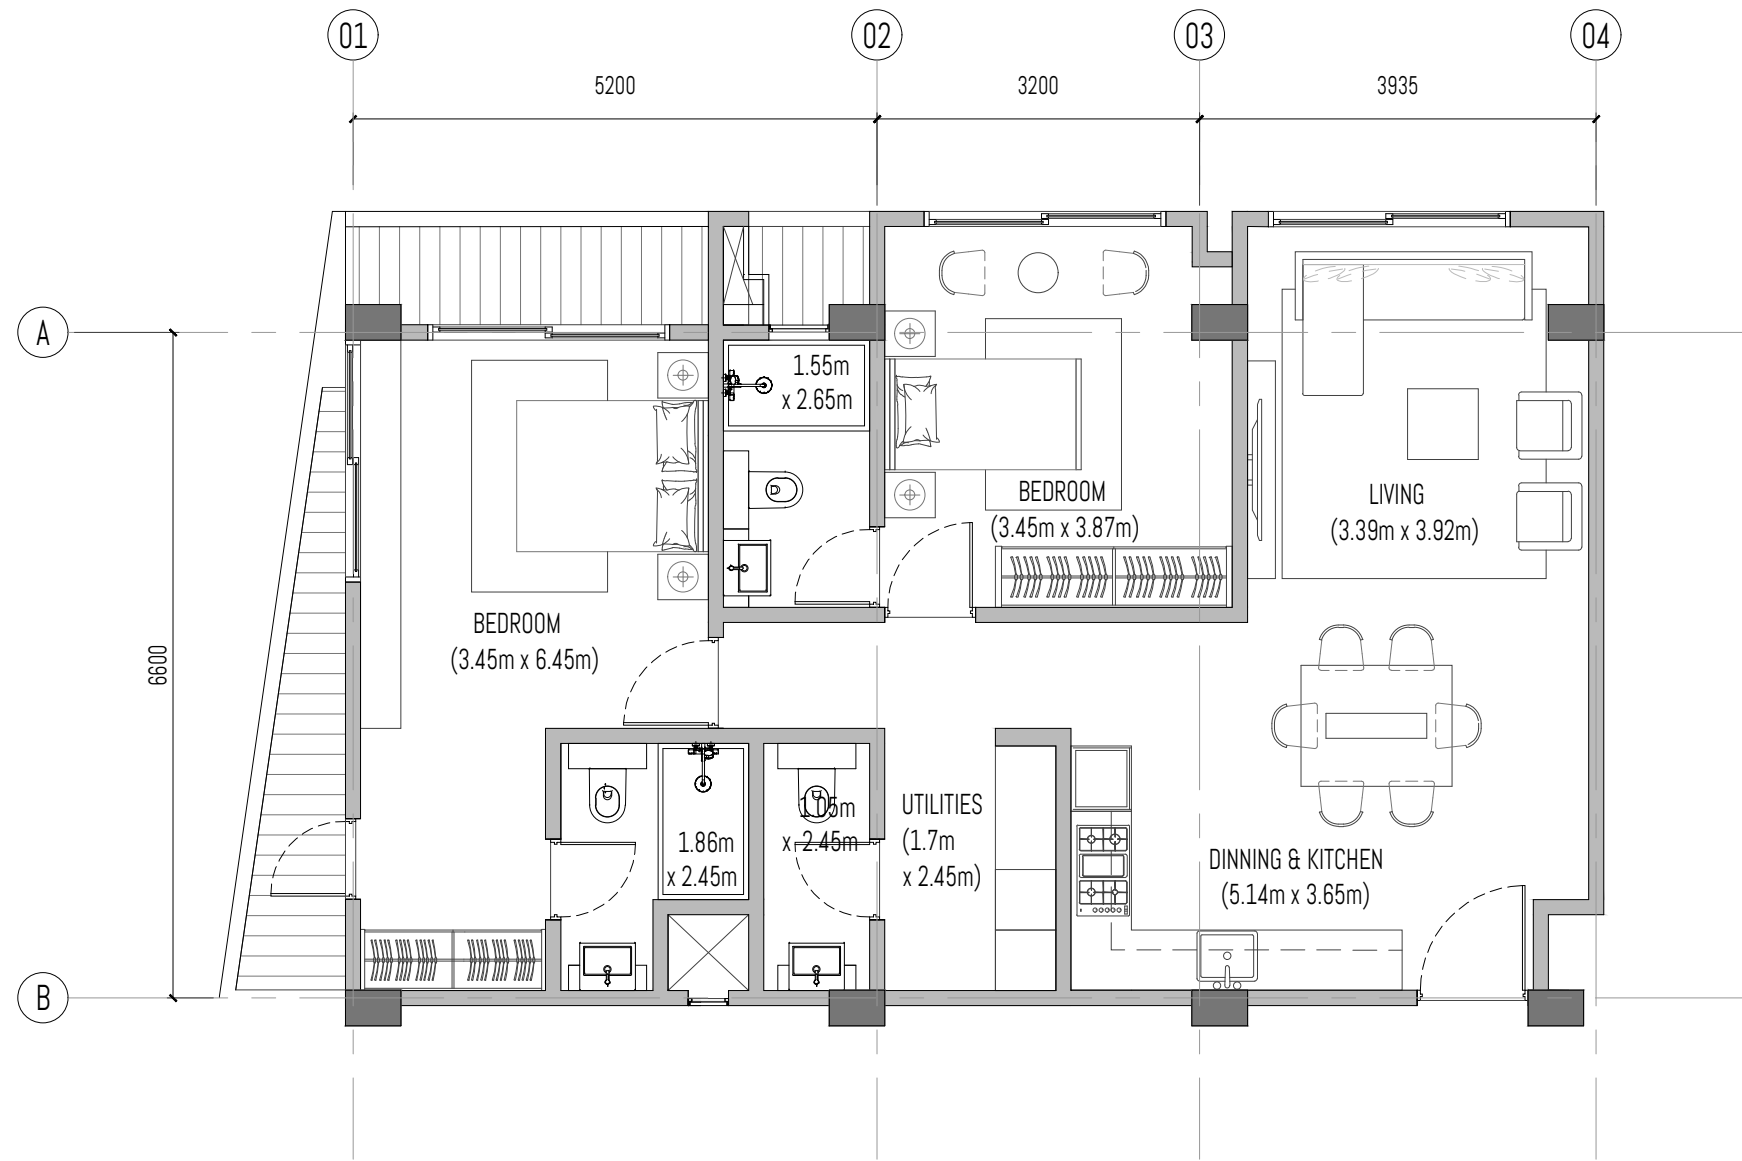 01
02
03
04
5200
3200
3935
A
1.55m
x 2.65m
BEDROOM
(3.45m x 3.87m)
LIVING
(3.39m x 3.92m)
BEDROOM
(3.45m x 6.45m)
6600
1.86m
x 2.45m
1.05m
x 2.45m
UTILITIES
(1.7m
x 2.45m)
DINNING & KITCHEN
(5.14m x 3.65m)
B